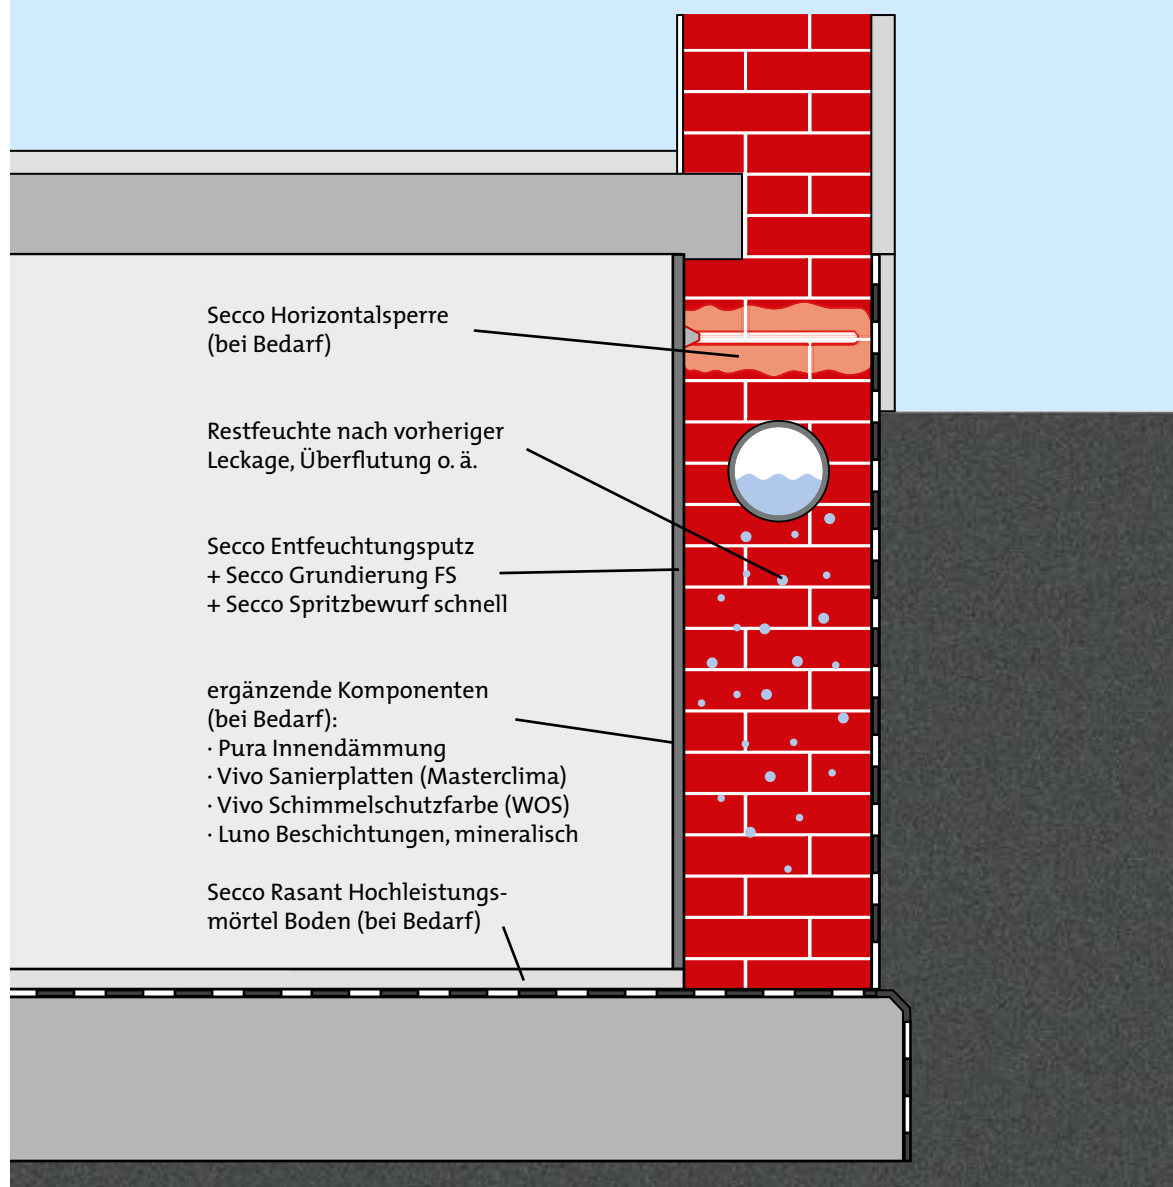 Secco Horizontalsperre
(bei Bedarf)
Restfeuchte nach vorheriger
Leckage, Überflutung o. ä.
Secco Entfeuchtungsputz
+ Secco Grundierung FS
+ Secco Spritzbewurf schnell
ergänzende Komponenten
(bei Bedarf):
· Pura Innendämmung
· Vivo Sanierplatten (Masterclima)
· Vivo Schimmelschutzfarbe (WOS)
· Luno Beschichtungen, mineralisch
Secco Rasant Hochleistungs-
mörtel Boden (bei Bedarf)